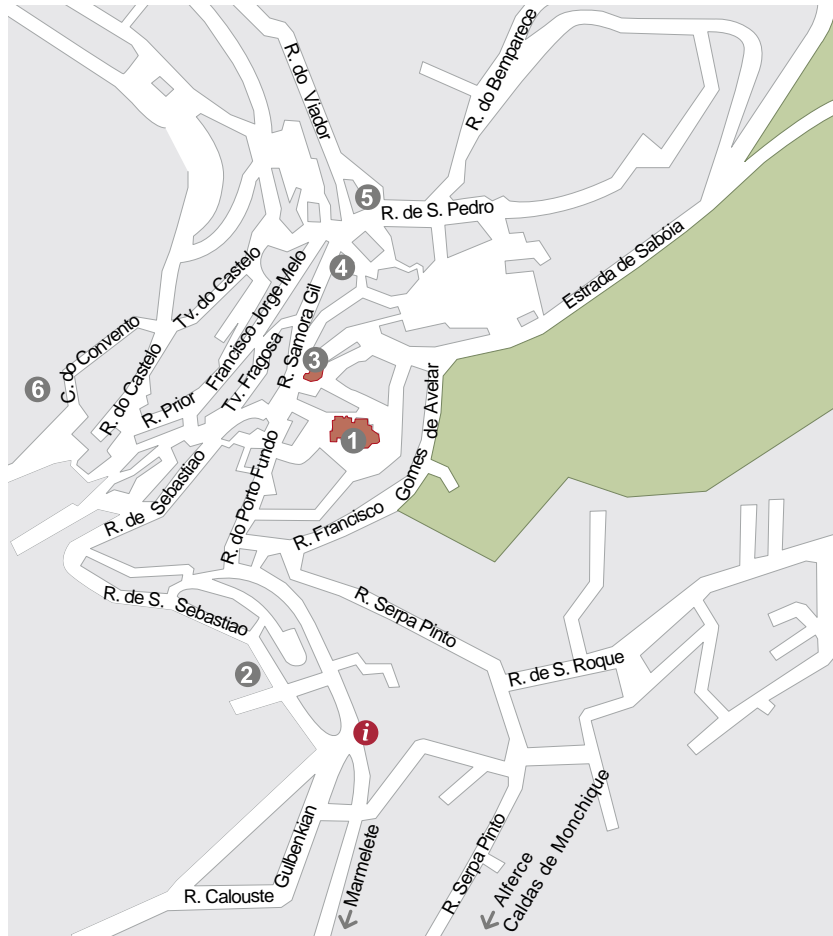 R. do Viador
R. do Bemparece
5
R. de S. Pedro
Estrada de Sabóia
4
Tv. do Castelo
Francisco Jorge Melo
R. Prior
R. Samora Gil
Tv. Fragosa
3
C. do Convento
6
R. do Castelo
1
R. Francisco Gomes de Avelar
R. do Porto Fundo
R. de Sebastiao
R. de S. Sebastiao
R. Serpa Pinto
R. de S. Roque
2
i
R. Calouste Gulbenkian
Marmelete
R. Serpa Pinto
Alferce
Caldas de Monchique